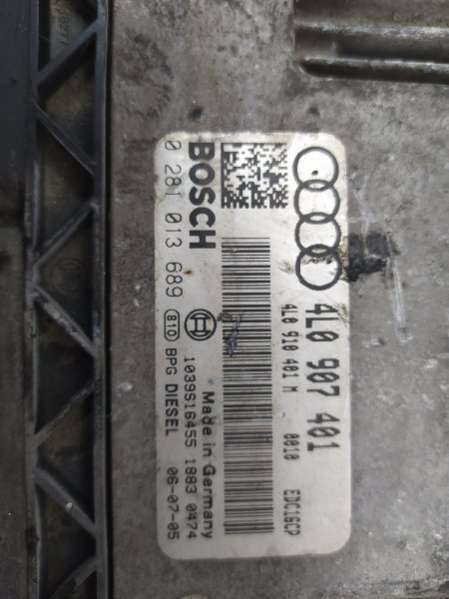 BOSCH
0 281 013 689 810 BPG DIESEL 06-07-05
1039S16455 1883 0474
Made in Germany
4L0 910 401 M 0010 EDC16CP
4L0 907 401